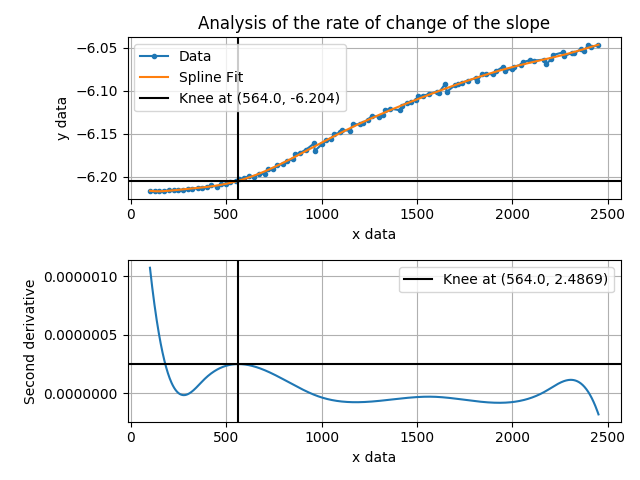 Analysis of the rate of change of the slope
−6.05
−6.10
−6.15
−6.20
y data
Data
Spline Fit
Knee at (564.0, -6.204)
0
500
1000
1500
2000
2500
x data
0.0000010
0.0000005
0.0000000
Second derivative
Knee at (564.0, 2.4869)
0
500
1000
1500
2000
2500
x data